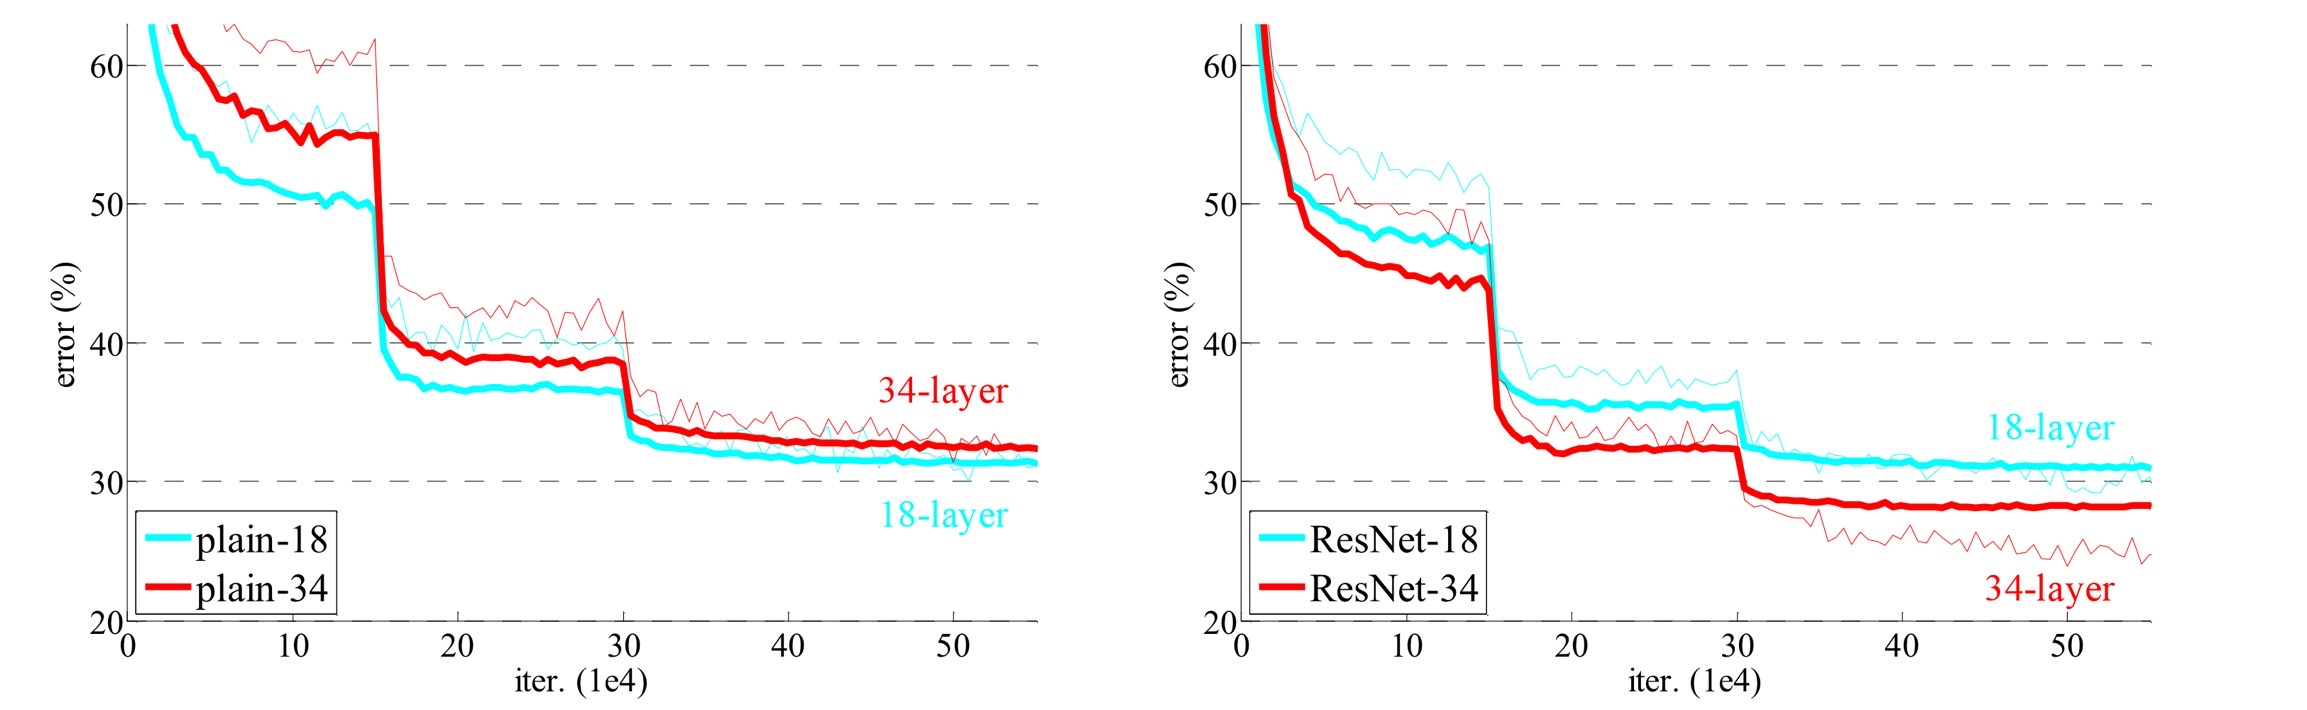 60
50
40
30
20
error (%)
34-layer
18-layer
plain-18
plain-34
0 10 20 30 40 50
iter. (1e4)
60
50
40
30
20
error (%)
18-layer
34-layer
ResNet-18
ResNet-34
0 10 20 30 40 50
iter. (1e4)